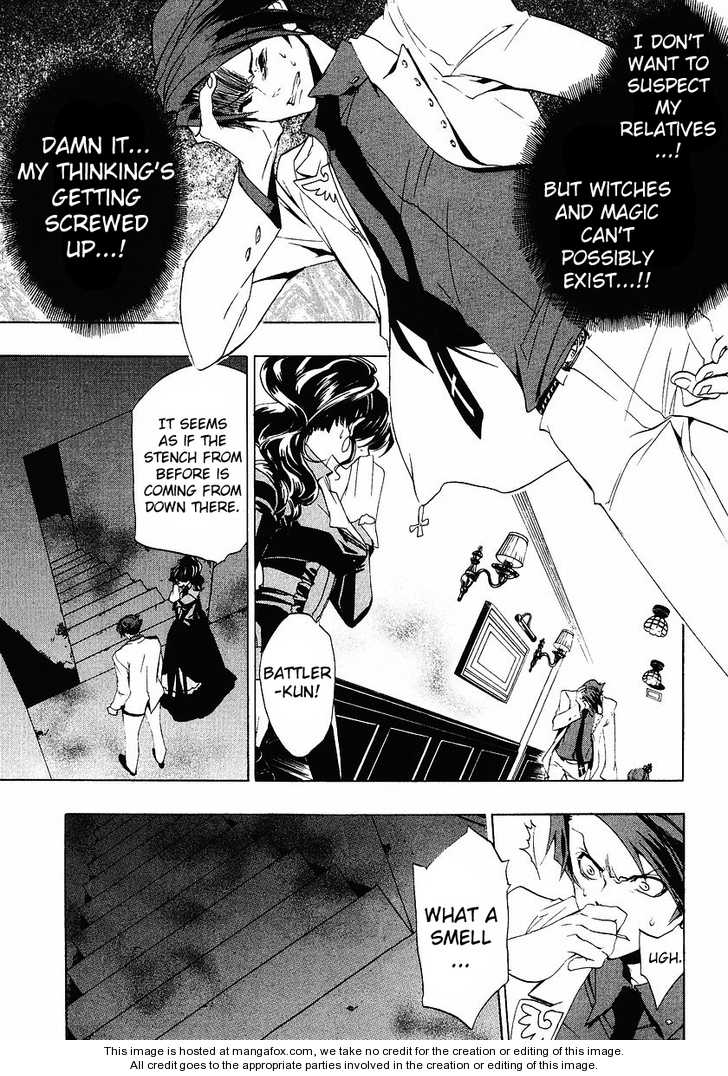 I DON'T
WANT TO
SUSPECT
MY
RELATIVES
...!
BUT WITCHES
AND MAGIC
CAN'T
POSSIBLY
EXIST...!!
DAMN IT...
MY THINKING'S
GETTING
SCREWED
UP...!
BATTLER
-KUN!
IT SEEMS
AS IF THE
STENCH FROM
BEFORE IS
COMING FROM
DOWN THERE.
UGH.
WHAT A
SMELL
...
This image is hosted at mangafox.com, we take no credit for the creation or editing of this image.
All credit goes to the appropriate parties involved in the creation or editing of this image.